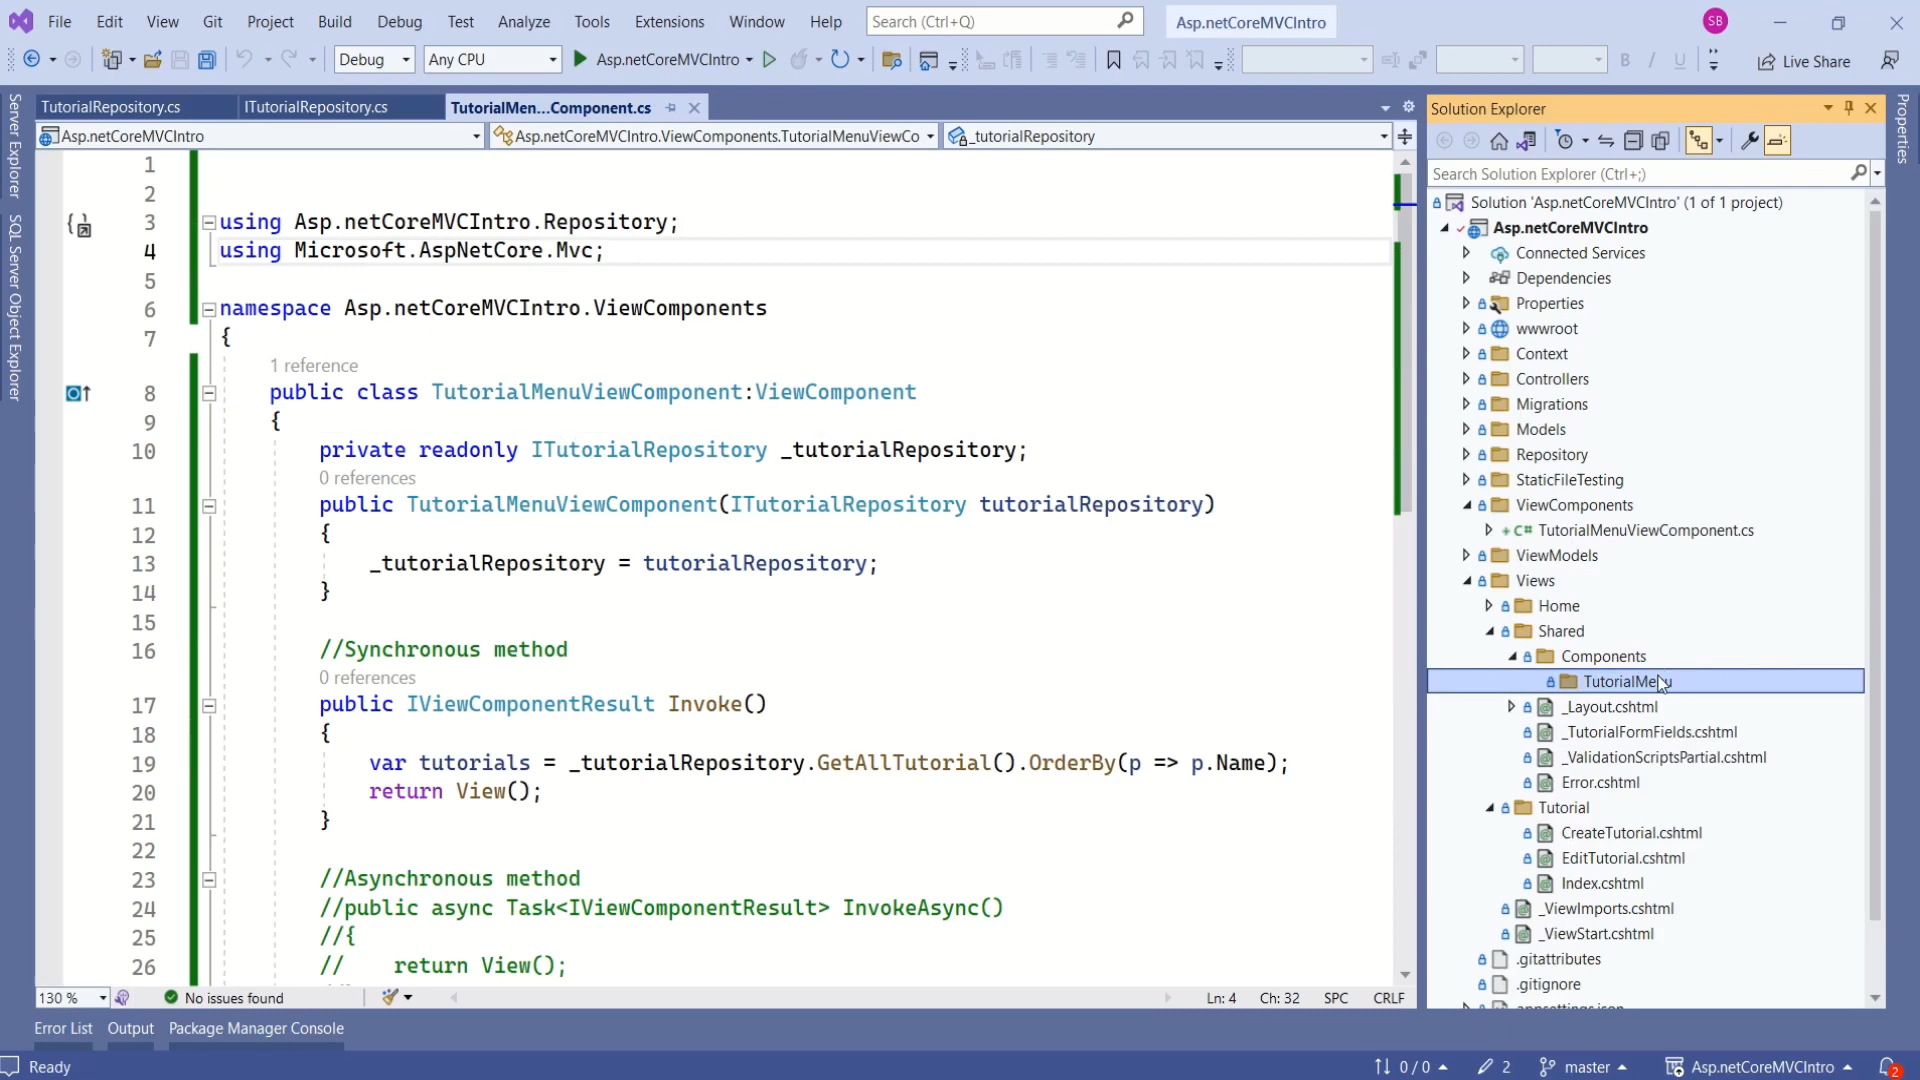 File Edit View Git Project Build Debug Test Analyze Tools Extensions Window Help Search (Ctrl+Q) Asp.netCoreMVCIntro SB
Debug Any CPU Asp.netCoreMVCIntro Live Share
TutorialRepository.cs ITutorialRepository.cs TutorialMen...Component.cs
Asp.netCoreMVCIntro Asp.netCoreMVCIntro.ViewComponents.TutorialMenuViewCo _tutorialRepository
Server Explorer
SQL Server Object Explorer
1
2
3 using Asp.netCoreMVCIntro.Repository;
4 using Microsoft.AspNetCore.Mvc;
5
6 namespace Asp.netCoreMVCIntro.ViewComponents
7 {
1 reference
8 public class TutorialMenuViewComponent:ViewComponent
9 {
10 private readonly ITutorialRepository _tutorialRepository;
0 references
11 public TutorialMenuViewComponent(ITutorialRepository tutorialRepository)
12 {
13 _tutorialRepository = tutorialRepository;
14 }
15
16 //Synchronous method
0 references
17 public IViewComponentResult Invoke()
18 {
19 var tutorials = _tutorialRepository.GetAllTutorial().OrderBy(p => p.Name);
20 return View();
21 }
22
23 //Asynchronous method
24 //public async Task<IViewComponentResult> InvokeAsync()
25 //{
26 // return View();
130 % No issues found Ln: 4 Ch: 32 SPC CRLF
Error List Output Package Manager Console
Solution Explorer
Search Solution Explorer (Ctrl+;)
Solution 'Asp.netCoreMVCIntro' (1 of 1 project)
Asp.netCoreMVCIntro
Connected Services
Dependencies
Properties
wwwroot
Context
Controllers
Migrations
Models
Repository
StaticFileTesting
ViewComponents
C# TutorialMenuViewComponent.cs
ViewModels
Views
Home
Shared
Components
TutorialMenu
_Layout.cshtml
_TutorialFormFields.cshtml
_ValidationScriptsPartial.cshtml
Error.cshtml
Tutorial
CreateTutorial.cshtml
EditTutorial.cshtml
Index.cshtml
_ViewImports.cshtml
_ViewStart.cshtml
.gitattributes
.gitignore
appsettings.json
Properties
Ready 0 / 0 2 master Asp.netCoreMVCIntro 2